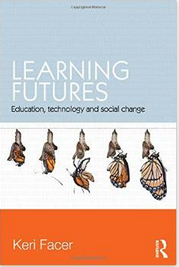 LEARNING
FUTURES
Education, technology and social change
Keri Facer